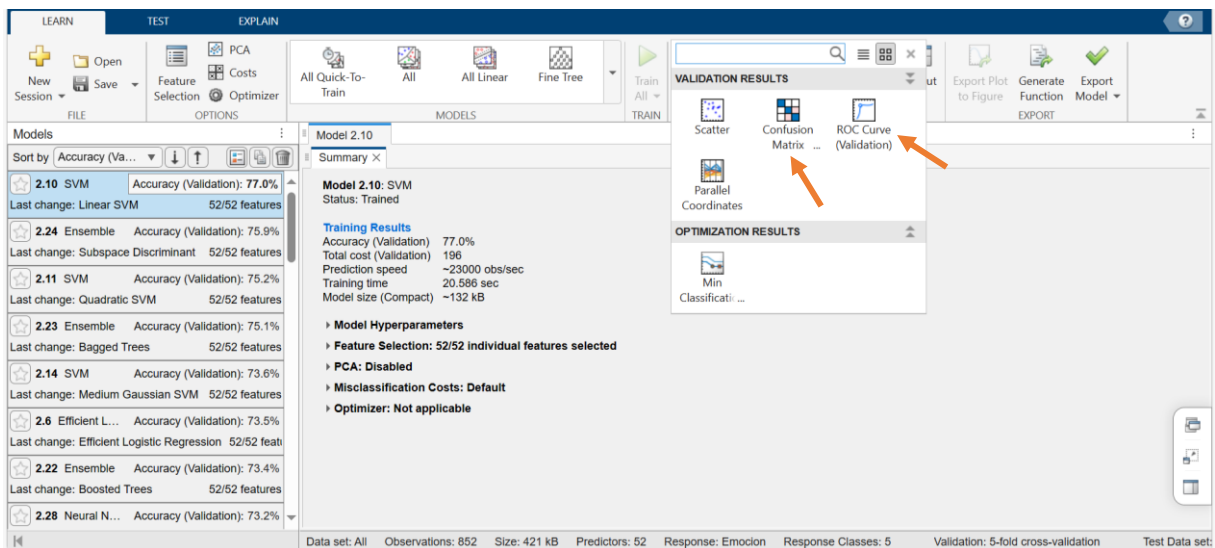 LEARN TEST EXPLAIN
?
New Session
Open
Save
FILE
Feature Selection
PCA
Costs
Optimizer
OPTIONS
All Quick-To-Train
All
All Linear
Fine Tree
MODELS
Train All
TRAIN
VALIDATION RESULTS
Scatter
Confusion Matrix ...
ROC Curve (Validation)
Parallel Coordinates
OPTIMIZATION RESULTS
Min Classificatic ...
ut
Export Plot to Figure
Generate Function
Export Model
EXPORT
Models
Sort by Accuracy (Va...
2.10 SVM Accuracy (Validation): 77.0%
Last change: Linear SVM 52/52 features
2.24 Ensemble Accuracy (Validation): 75.9%
Last change: Subspace Discriminant 52/52 features
2.11 SVM Accuracy (Validation): 75.2%
Last change: Quadratic SVM 52/52 features
2.23 Ensemble Accuracy (Validation): 75.1%
Last change: Bagged Trees 52/52 features
2.14 SVM Accuracy (Validation): 73.6%
Last change: Medium Gaussian SVM 52/52 features
2.6 Efficient L... Accuracy (Validation): 73.5%
Last change: Efficient Logistic Regression 52/52 featu
2.22 Ensemble Accuracy (Validation): 73.4%
Last change: Boosted Trees 52/52 features
2.28 Neural N... Accuracy (Validation): 73.2%
Model 2.10
Summary
Model 2.10: SVM
Status: Trained
Training Results
Accuracy (Validation) 77.0%
Total cost (Validation) 196
Prediction speed ~23000 obs/sec
Training time 20.586 sec
Model size (Compact) ~132 kB
Model Hyperparameters
Feature Selection: 52/52 individual features selected
PCA: Disabled
Misclassification Costs: Default
Optimizer: Not applicable
Data set: All Observations: 852 Size: 421 kB Predictors: 52 Response: Emocion Response Classes: 5 Validation: 5-fold cross-validation Test Data set: